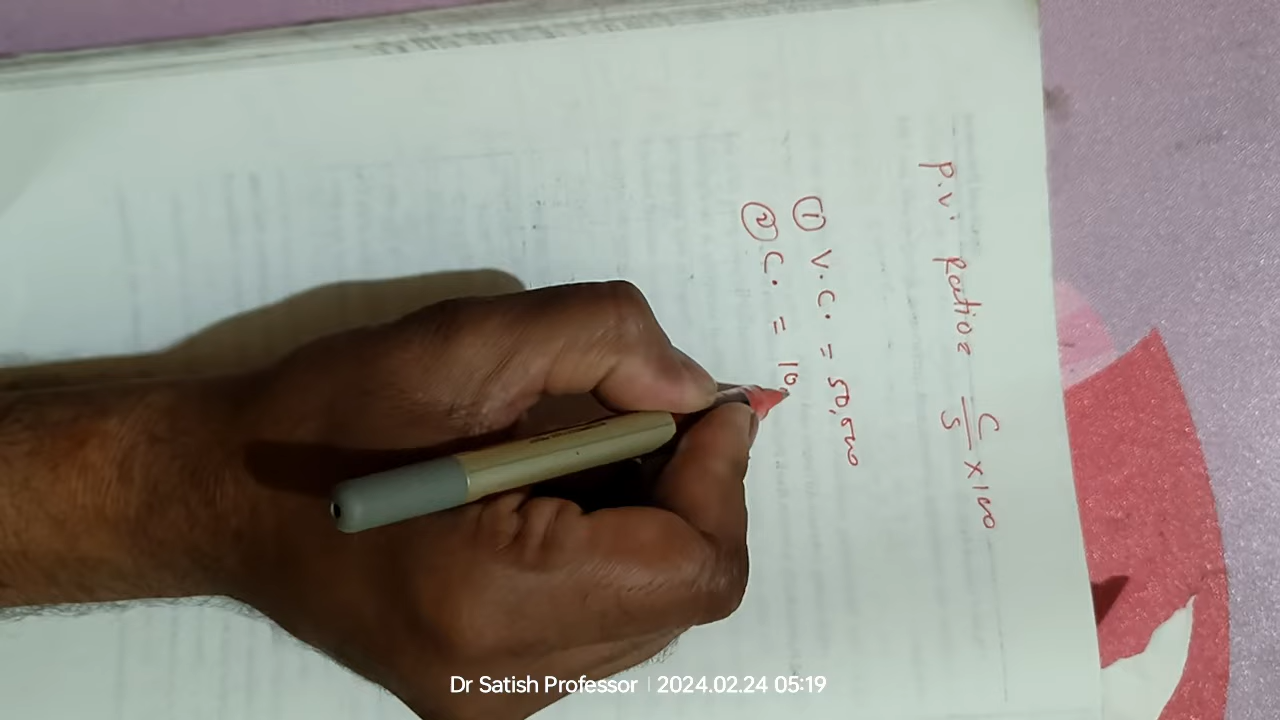 P.V. Ratio = C/S × 100
① V.C. = 50,000
② C. = 10,
Dr Satish Professor | 2024.02.24 05:19